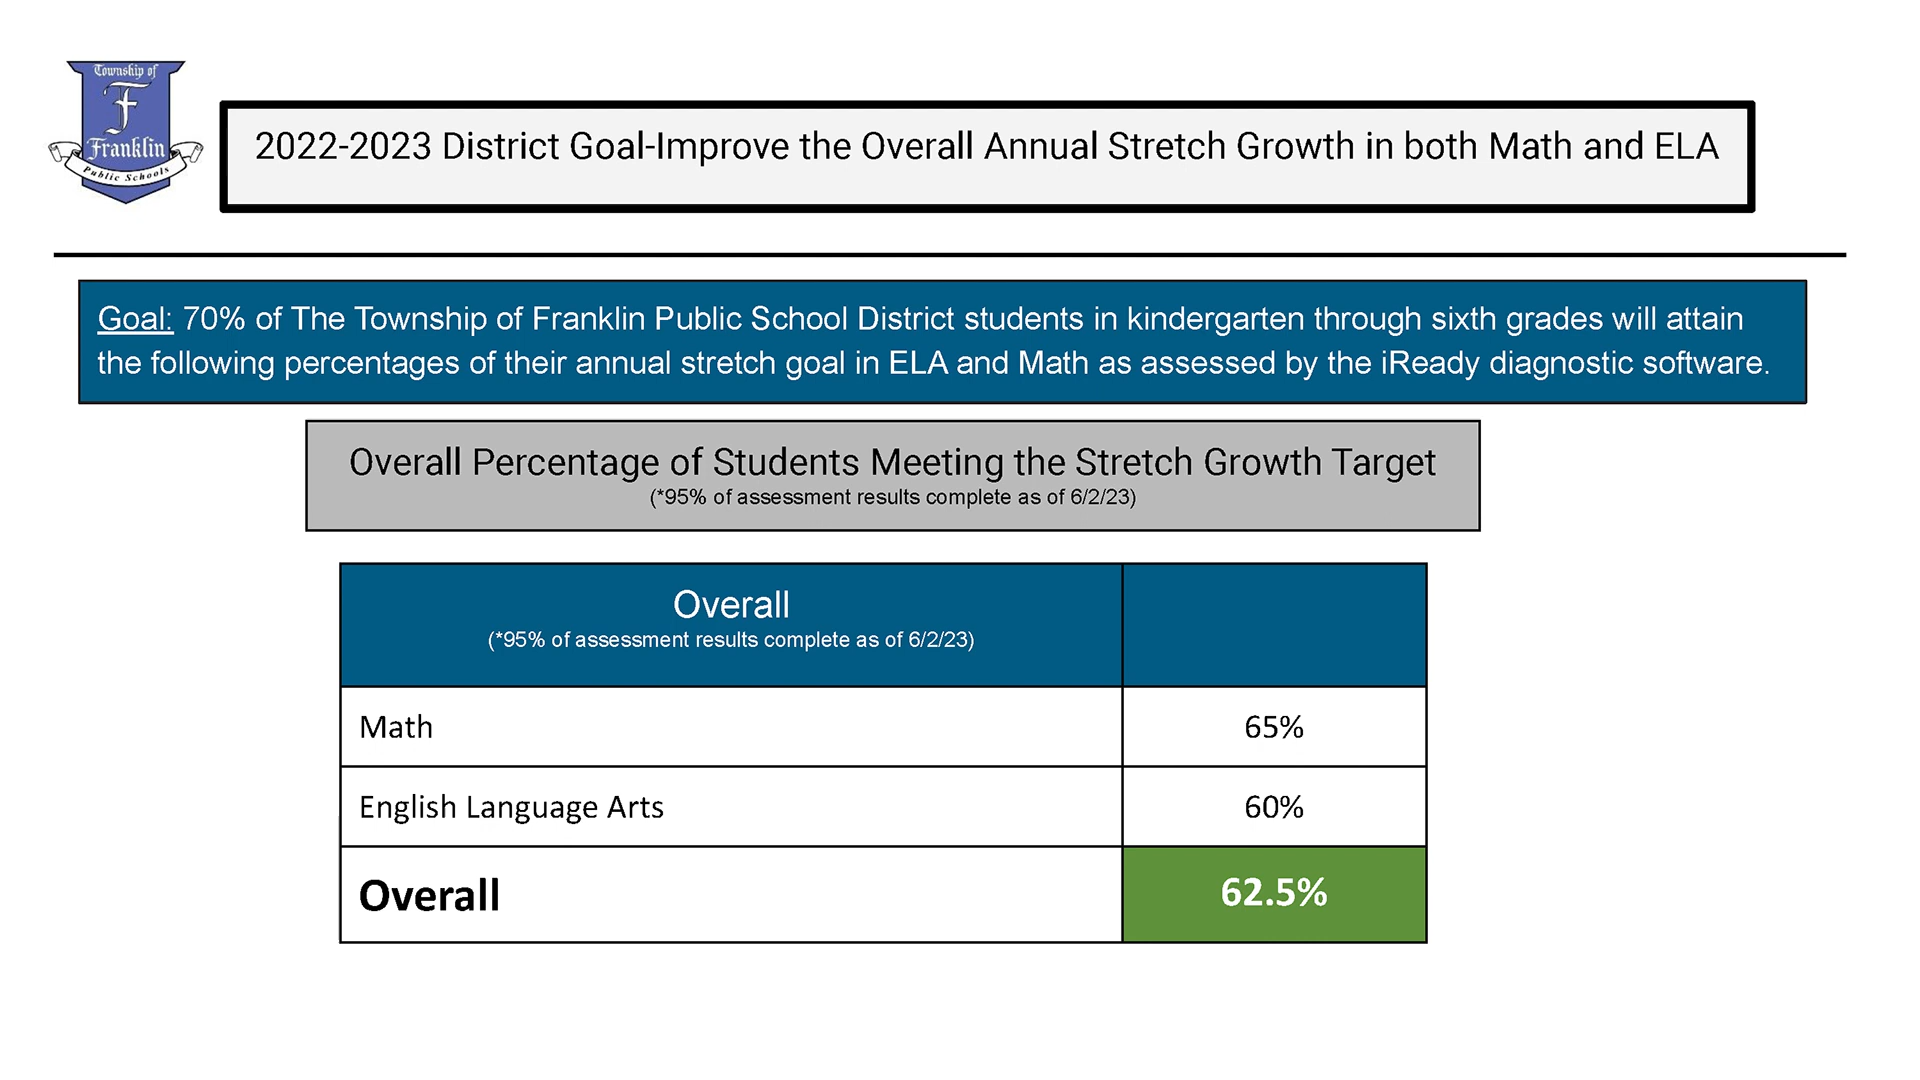 Township of
F
Franklin
Public Schools
2022-2023 District Goal-Improve the Overall Annual Stretch Growth in both Math and ELA
Goal: 70% of The Township of Franklin Public School District students in kindergarten through sixth grades will attain
the following percentages of their annual stretch goal in ELA and Math as assessed by the iReady diagnostic software.
Overall Percentage of Students Meeting the Stretch Growth Target
(*95% of assessment results complete as of 6/2/23)
Overall
(*95% of assessment results complete as of 6/2/23)
Math 65%
English Language Arts 60%
Overall 62.5%